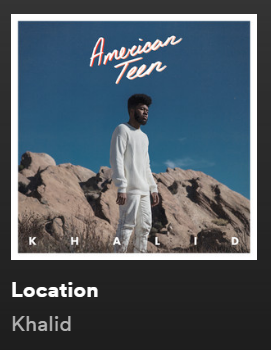 American
Teen
KHALID
Location
Khalid